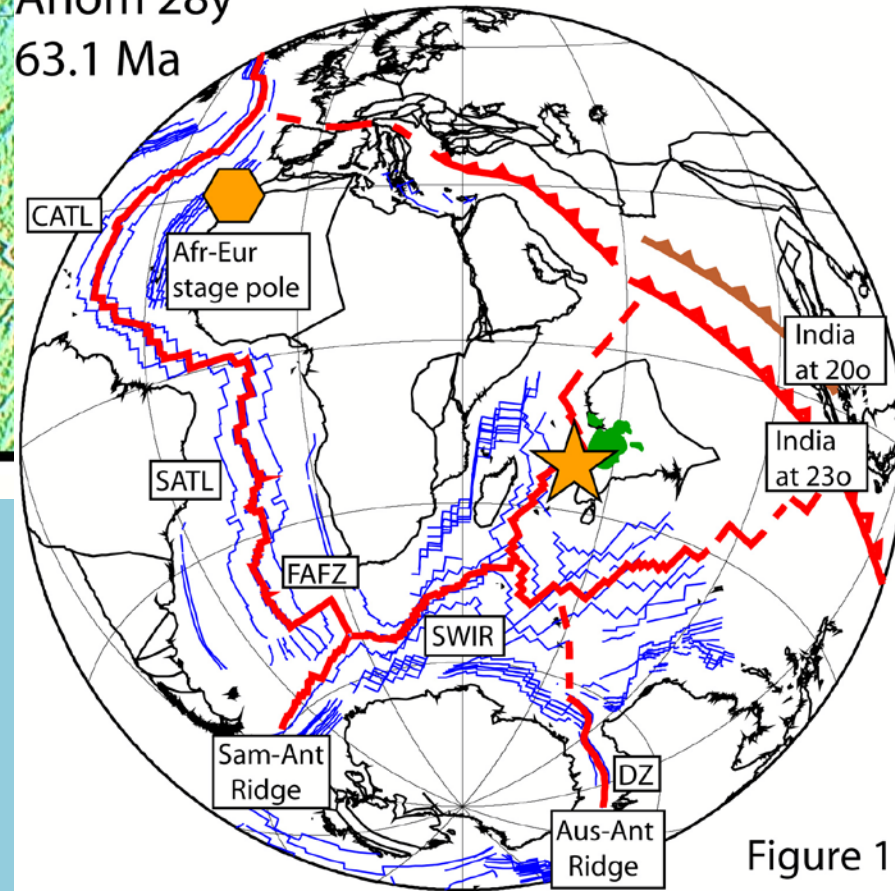 Anom 28y
63.1 Ma
CATL
Afr-Eur
stage pole
India
at 20o
India
at 23o
SATL
FAFZ
SWIR
Sam-Ant
Ridge
DZ
Aus-Ant
Ridge
Figure 1